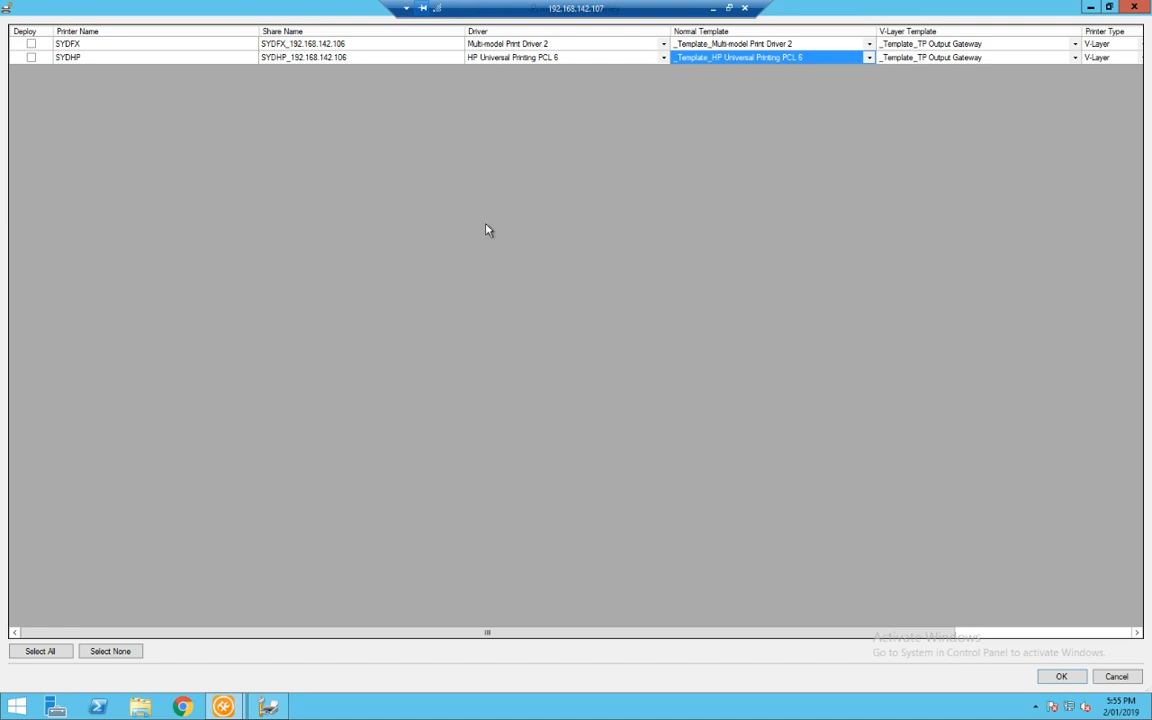 192.168.142.107
Deploy Printer Name Share Name Driver Normal Template V-Layer Template Printer Type
SYDFX SYDFX_192.168.142.106 Multi-model Print Driver 2 _Template_Multi-model Print Driver 2 _Template_TP Output Gateway V-Layer
SYDHP SYDHP_192.168.142.106 HP Universal Printing PCL 6 _Template_HP Universal Printing PCL 6 _Template_TP Output Gateway V-Layer
Activate Windows
Select All Select None Go to System in Control Panel to activate Windows.
OK Cancel
5:55 PM
2/01/2019